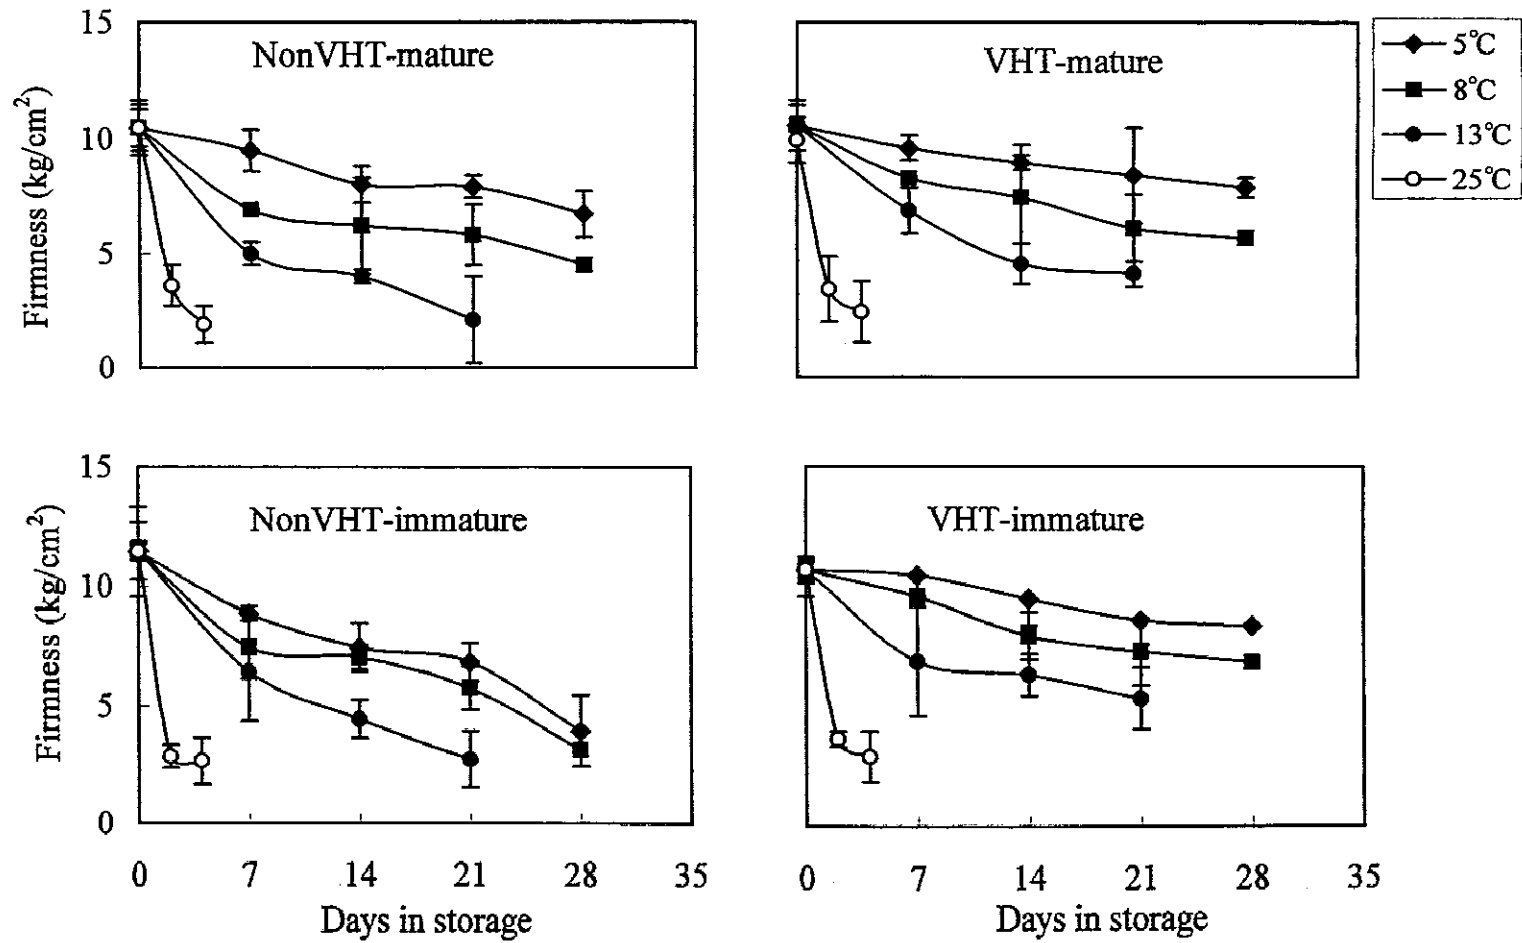 15
NonVHT-mature
10
5
0
Firmness (kg/cm²)
VHT-mature
5℃
8℃
13℃
25℃
15
NonVHT-immature
10
5
0
Firmness (kg/cm²)
0 7 14 21 28 35
Days in storage
VHT-immature
0 7 14 21 28 35
Days in storage